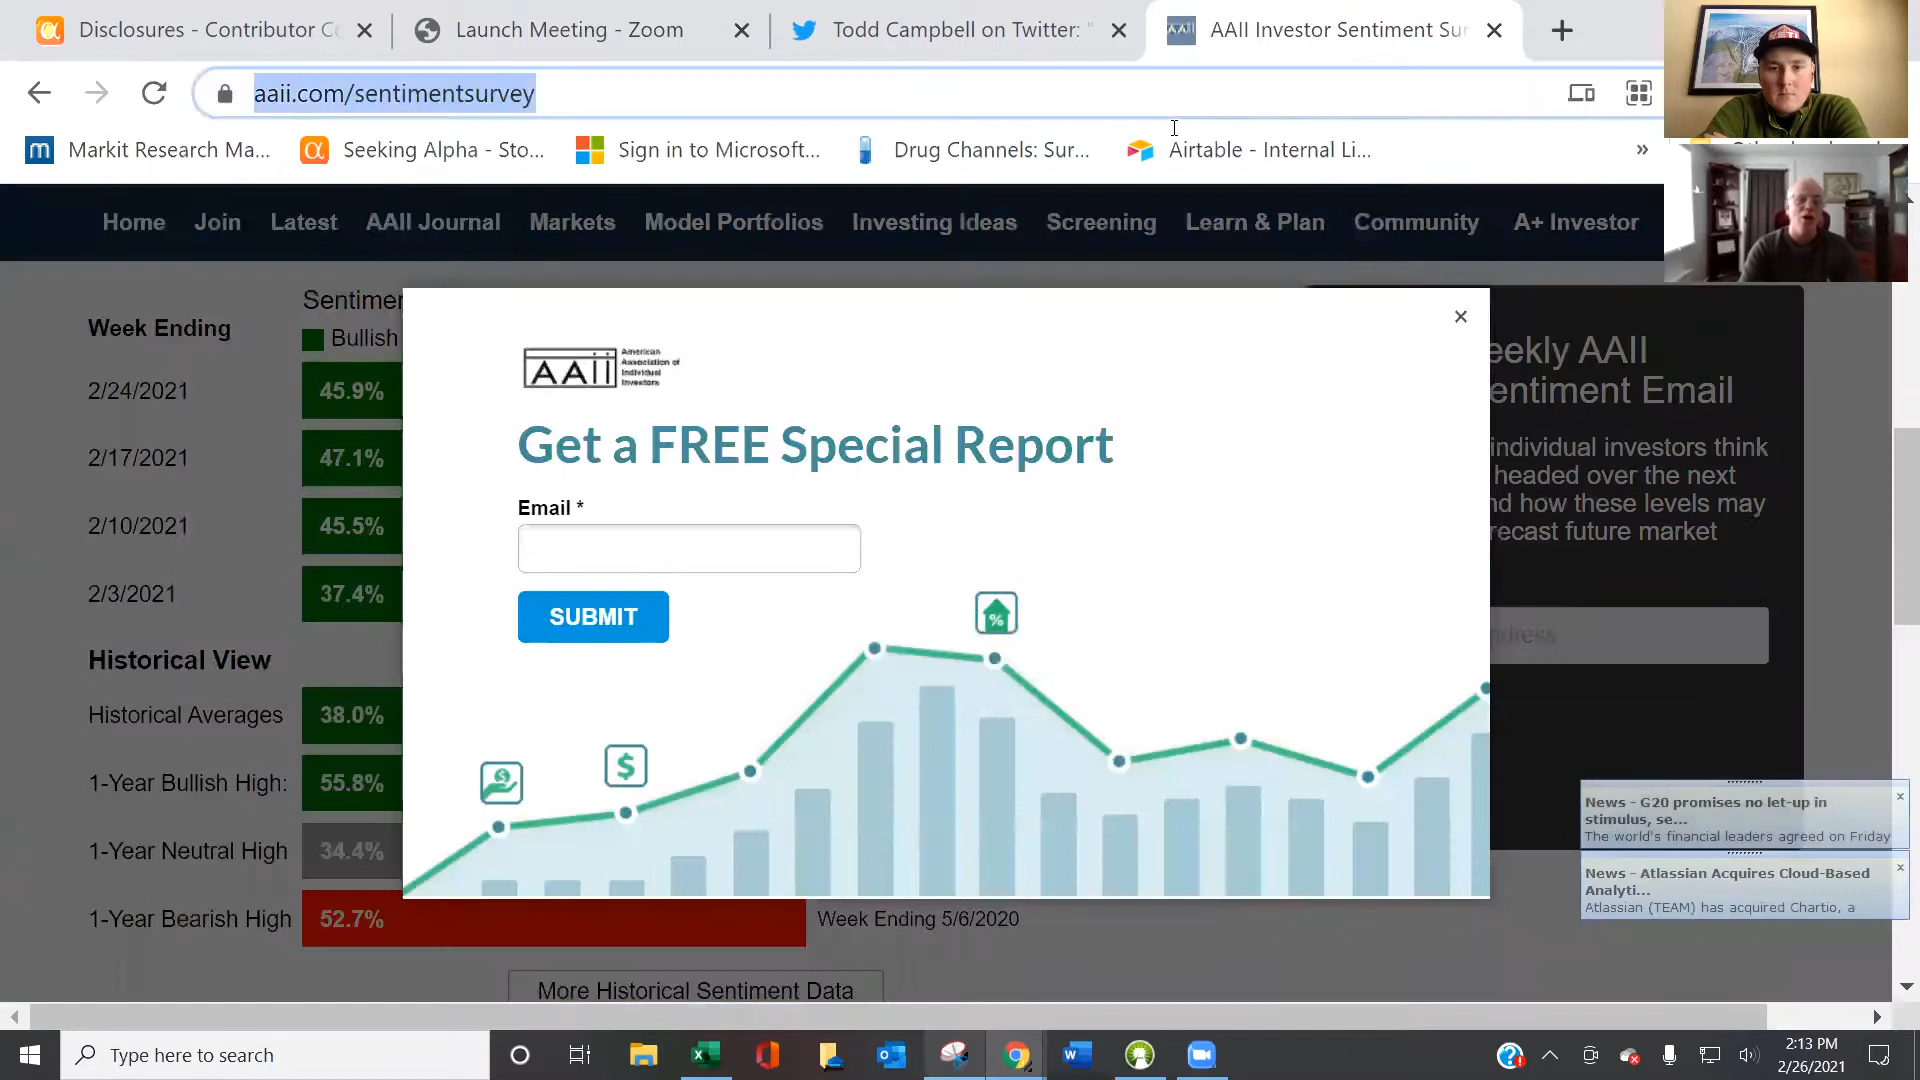 Disclosures - Contributor C
Launch Meeting - Zoom
Todd Campbell on Twitter: "
AAII Investor Sentiment Sur
aaii.com/sentimentsurvey
Markit Research Ma...
Seeking Alpha - Sto...
Sign in to Microsoft...
Drug Channels: Sur...
Airtable - Internal Li...
»
Home
Join
Latest
AAII Journal
Markets
Model Portfolios
Investing Ideas
Screening
Learn & Plan
Community
A+ Investor
Week Ending
Sentimen
Bullish
2/24/2021
45.9%
2/17/2021
47.1%
2/10/2021
45.5%
2/3/2021
37.4%
Historical View
Historical Averages
38.0%
1-Year Bullish High:
55.8%
1-Year Neutral High
34.4%
1-Year Bearish High
52.7%
Week Ending 5/6/2020
More Historical Sentiment Data
AAii
American
Association of
Individual
Investors
Get a FREE Special Report
Email *
SUBMIT
eekly AAII
entiment Email
individual investors think
headed over the next
nd how these levels may
recast future market
dress
News - G20 promises no let-up in
stimulus, se...
The world's financial leaders agreed on Friday
News - Atlassian Acquires Cloud-Based
Analyti...
Atlassian (TEAM) has acquired Chartio, a
Type here to search
2:13 PM
2/26/2021